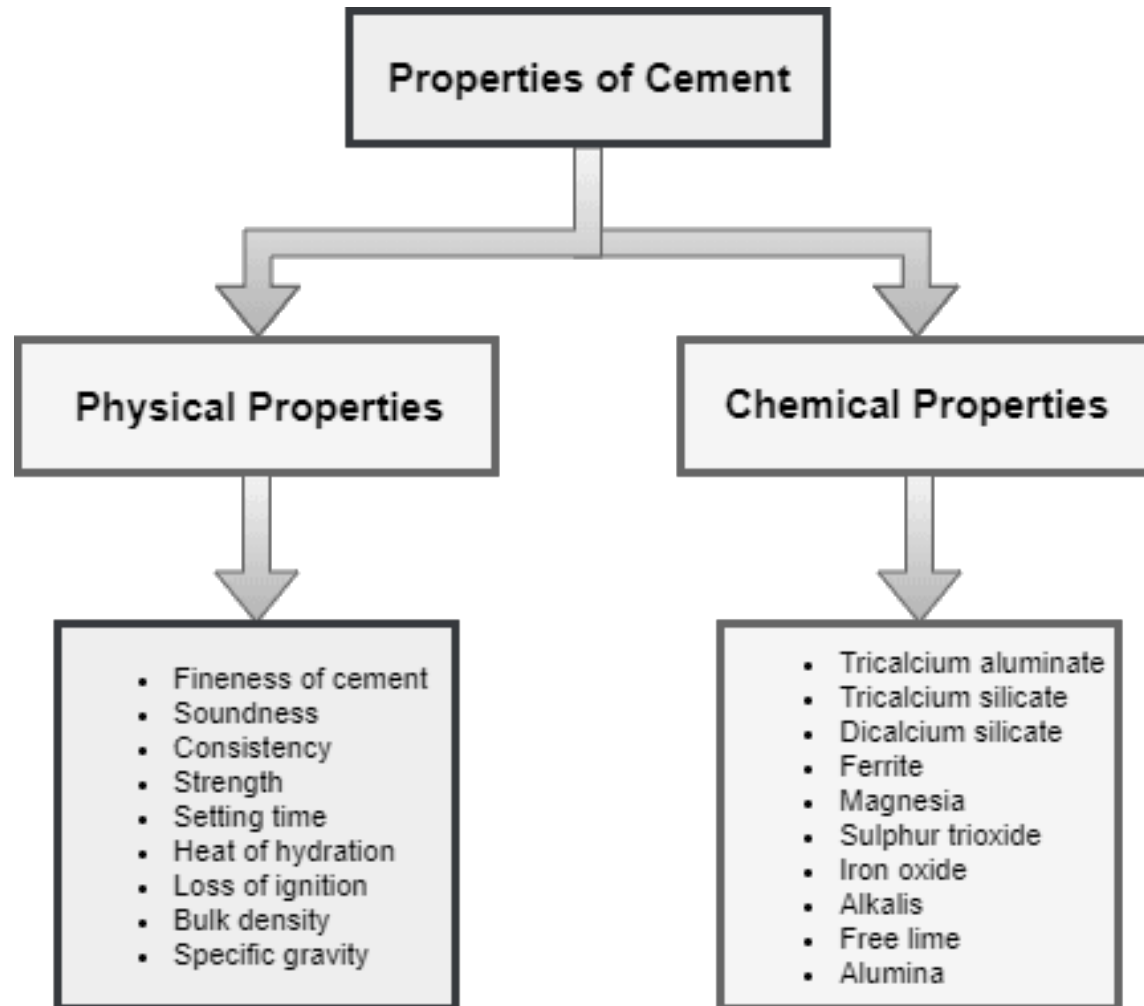 Properties of Cement
Physical Properties
Chemical Properties
• Fineness of cement
• Soundness
• Consistency
• Strength
• Setting time
• Heat of hydration
• Loss of ignition
• Bulk density
• Specific gravity
• Tricalcium aluminate
• Tricalcium silicate
• Dicalcium silicate
• Ferrite
• Magnesia
• Sulphur trioxide
• Iron oxide
• Alkalis
• Free lime
• Alumina